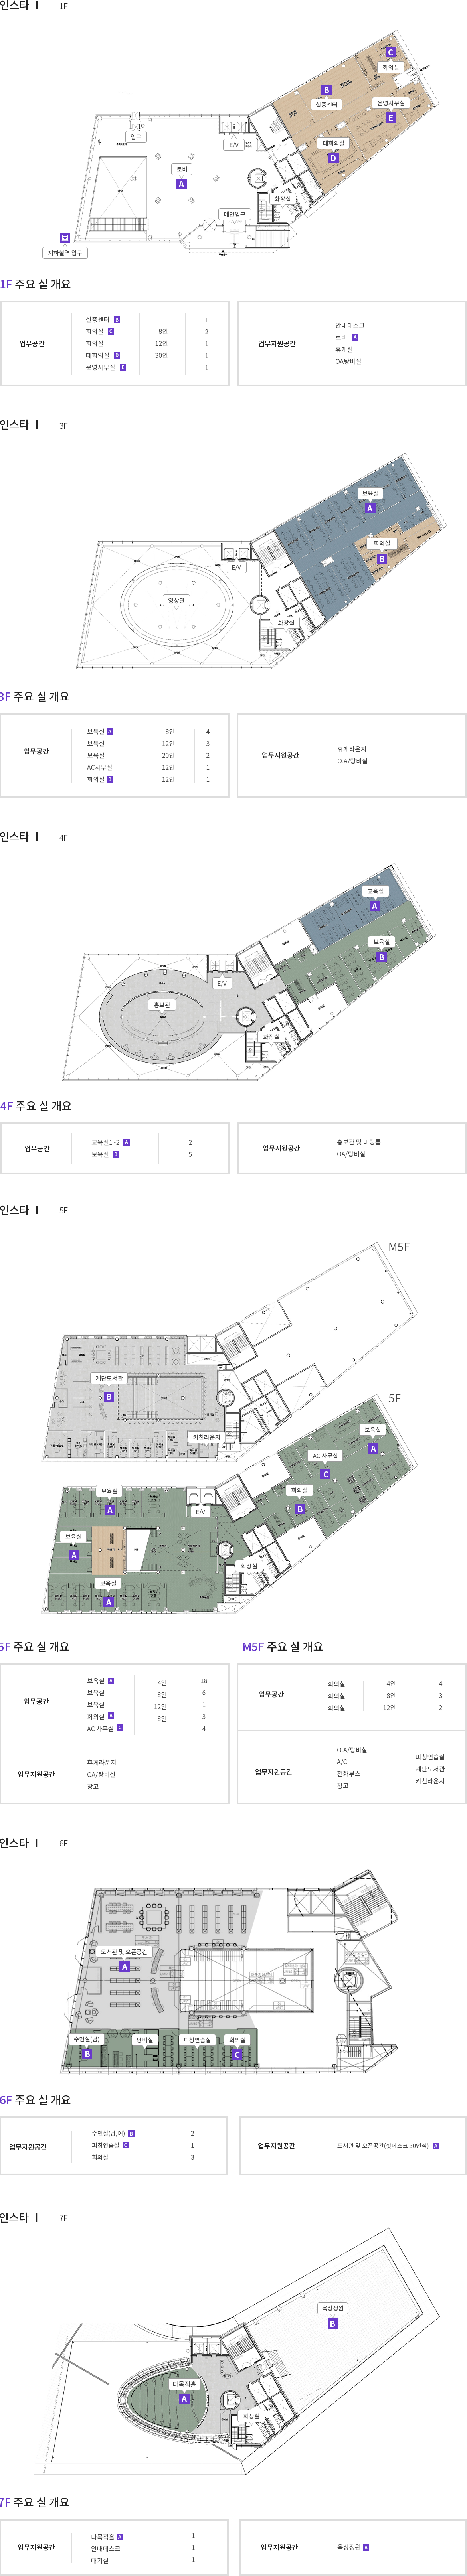 인스타 Ⅰ 1F
C
회의실
B
실증센터
운영사무실
E
입구
E/V
대회의실
D
로비
A
화장실
메인입구
지하철역 입구
1F 주요 실 개요
업무공간
실증센터 B 1
회의실 C 8인 2
회의실 12인 1
대회의실 D 30인 1
운영사무실 E 1
업무지원공간
안내데스크
로비 A
휴게실
OA탕비실
인스타 Ⅰ 3F
보육실
A
회의실
B
E/V
영상관
화장실
3F 주요 실 개요
업무공간
보육실 A 8인 4
보육실 12인 3
보육실 20인 2
AC사무실 12인 1
회의실 B 12인 1
업무지원공간
휴게라운지
O.A/탕비실
인스타 Ⅰ 4F
교육실
A
보육실
B
E/V
홍보관
화장실
4F 주요 실 개요
업무공간
교육실1~2 A 2
보육실 B 5
업무지원공간
홍보관 및 미팅룸
OA/탕비실
인스타 Ⅰ 5F
M5F
계단도서관
B
키친라운지
5F
보육실
A
AC 사무실
C
회의실
B
보육실
A
E/V
보육실
A
화장실
보육실
A
5F 주요 실 개요
업무공간
보육실 A 4인 18
보육실 8인 6
보육실 12인 1
회의실 B 8인 3
AC 사무실 C 4
업무지원공간
휴게라운지
OA/탕비실
창고
M5F 주요 실 개요
업무공간
회의실 4인 4
회의실 8인 3
회의실 12인 2
업무지원공간
O.A/탕비실
A/C
전화부스
창고
피칭연습실
계단도서관
키친라운지
인스타 Ⅰ 6F
도서관 및 오픈공간
A
수면실(남)
B
탕비실
피칭연습실
회의실
C
6F 주요 실 개요
업무지원공간
수면실(남,여) B 2
피칭연습실 C 1
회의실 3
업무지원공간
도서관 및 오픈공간(핫데스크 30인석) A
인스타 Ⅰ 7F
옥상정원
B
다목적홀
A
화장실
7F 주요 실 개요
업무지원공간
다목적홀 A 1
안내데스크 1
대기실 1
업무지원공간
옥상정원 B